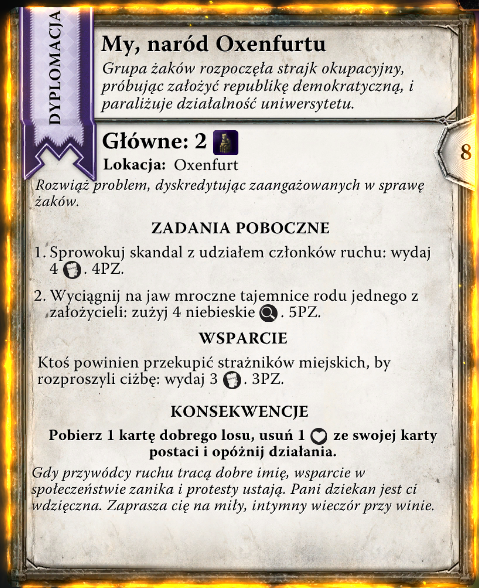 DYPLOMACJA
My, naród Oxenfurtu
Grupa żaków rozpoczęła strajk okupacyjny,
próbując założyć republikę demokratyczną, i
paraliżuje działalność uniwersytetu.
Główne: 2
Lokacja: Oxenfurt
8
Rozwiąż problem, dyskredytując zaangażowanych w sprawę
żaków.
ZADANIA POBOCZNE
1. Sprowokuj skandal z udziałem członków ruchu: wydaj
4 . 4PZ.
2. Wyciągnij na jaw mroczne tajemnice rodu jednego z
założycieli: zużyj 4 niebieskie . 5PZ.
WSPARCIE
Ktoś powinien przekupić strażników miejskich, by
rozproszyli ciżbę: wydaj 3 . 3PZ.
KONSEKWENCJE
Pobierz 1 kartę dobrego losu, usuń 1 ze swojej karty
postaci i opóźnij działania.
Gdy przywódcy ruchu tracą dobre imię, wsparcie w
społeczeństwie zanika i protesty ustają. Pani dziekan jest ci
wdzięczna. Zaprasza cię na miły, intymny wieczór przy winie.